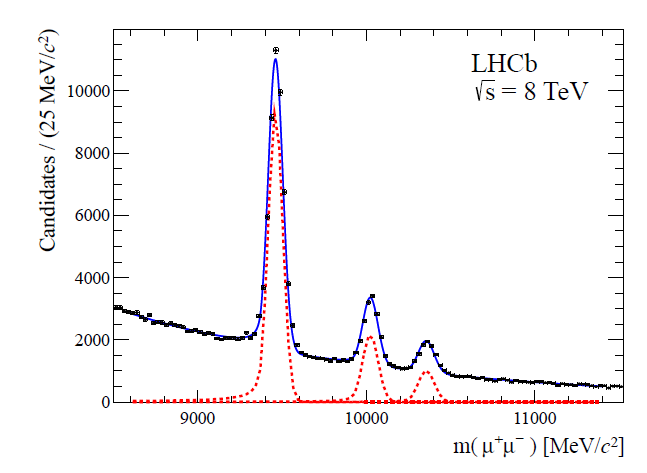 Candidates / (25 MeV/c²)
LHCb
√s = 8 TeV
10000
8000
6000
4000
2000
0
9000 10000 11000
m( μ⁺μ⁻ ) [MeV/c²]